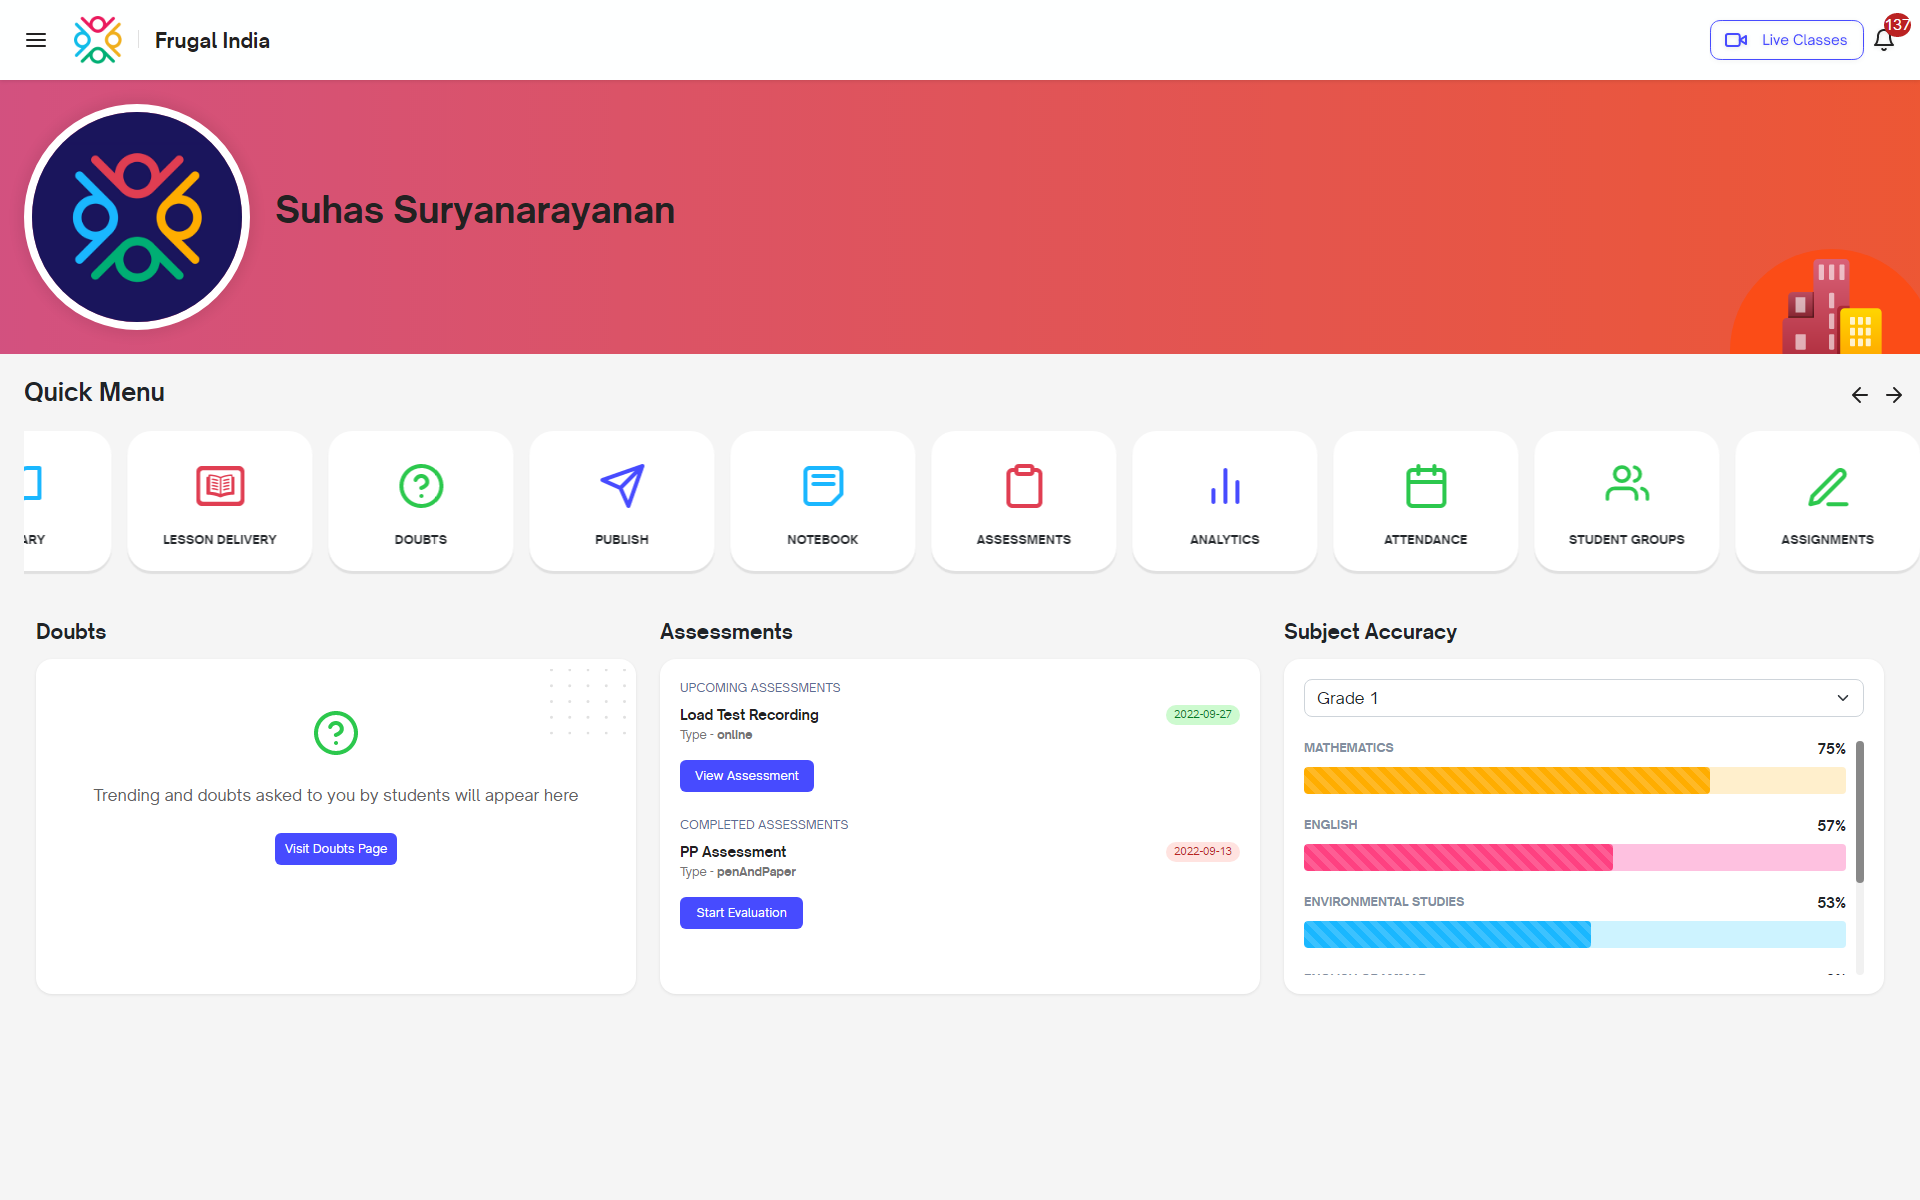 Frugal India
Live Classes
137
Suhas Suryanarayanan
Quick Menu
ARY
LESSON DELIVERY
DOUBTS
PUBLISH
NOTEBOOK
ASSESSMENTS
ANALYTICS
ATTENDANCE
STUDENT GROUPS
ASSIGNMENTS
Doubts
Trending and doubts asked to you by students will appear here
Visit Doubts Page
Assessments
UPCOMING ASSESSMENTS
Load Test Recording
2022-09-27
Type - online
View Assessment
COMPLETED ASSESSMENTS
PP Assessment
2022-09-13
Type - penAndPaper
Start Evaluation
Subject Accuracy
Grade 1
MATHEMATICS 75%
ENGLISH 57%
ENVIRONMENTAL STUDIES 53%